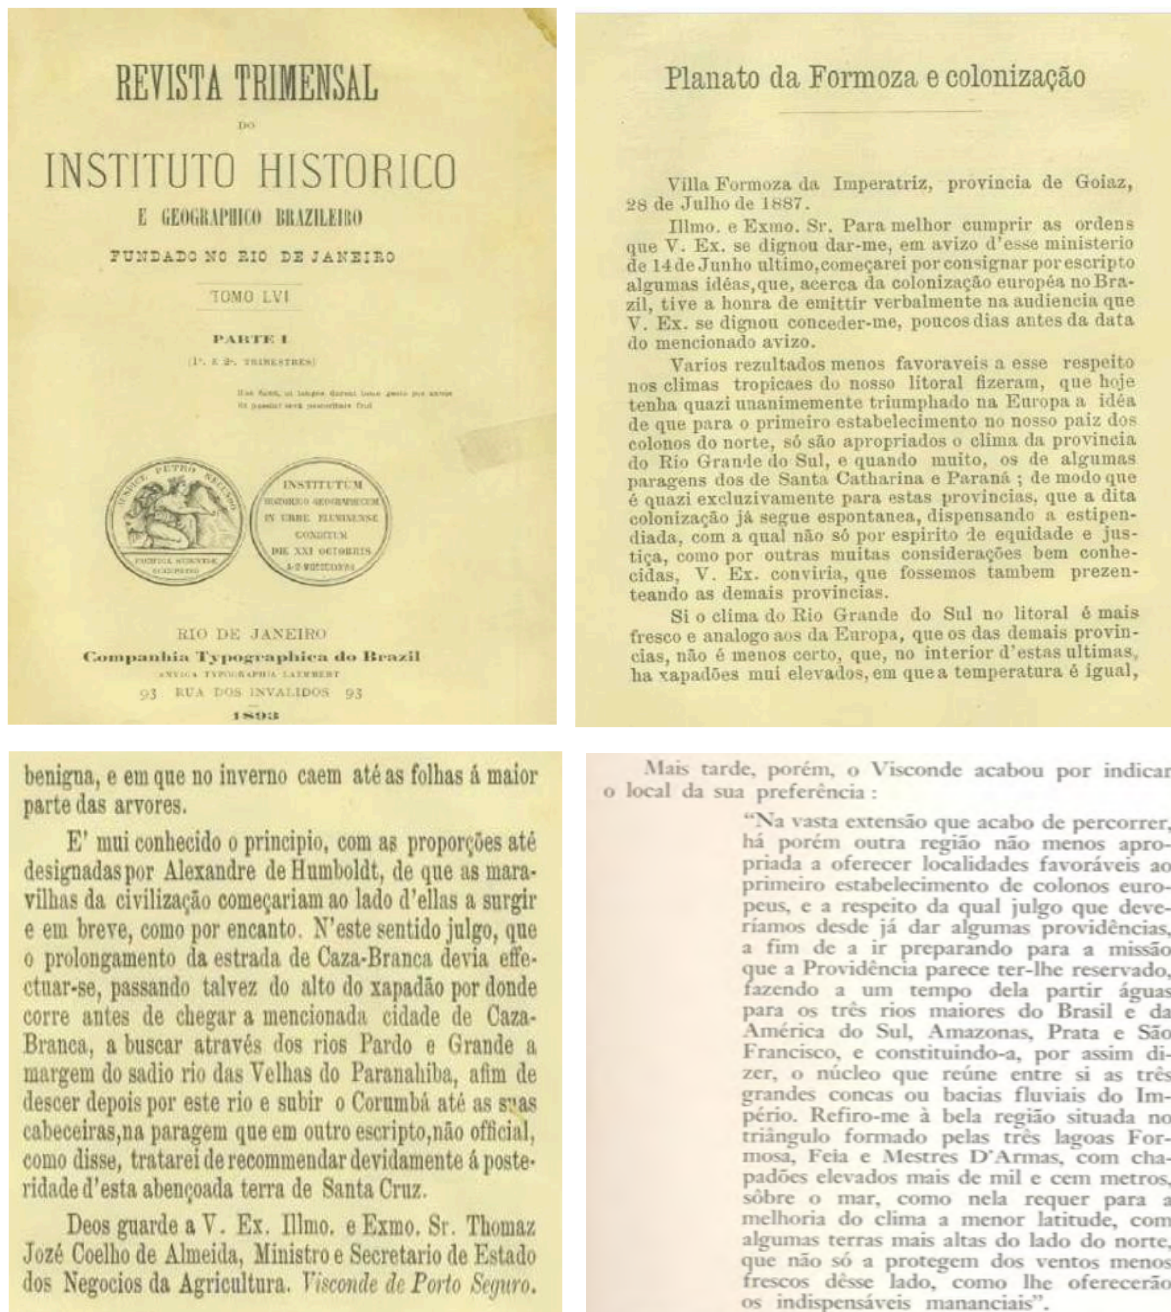 REVISTA TRIMENSAL
DO
INSTITUTO HISTORICO
E GEOGRAPHICO BRAZILEIRO
FUNDADO NO RIO DE JANEIRO
TOMO LVI
PARTE I
(1º. E 2º. TRIMESTRES)
INSTITUTUM
HISTORICO GEOGRAPHICUM
IN URBE FLUMINENSE
CONDITUM
DIE XXI OCTOBRIS
RIO DE JANEIRO
Companhia Typographica do Brazil
ANTIGA TYPOGRAPHIA LAEMMERT
93 RUA DOS INVALIDOS 93
1893
Planato da Formoza e colonização
Villa Formoza da Imperatriz, provincia de Goiaz,
28 de Julho de 1887.
Illmo. e Exmo. Sr. Para melhor cumprir as ordens
que V. Ex. se dignou dar-me, em avizo d'esse ministerio
de 14 de Junho ultimo, começarei por consignar por escripto
algumas idéas, que, acerca da colonização européa no Bra-
zil, tive a honra de emittir verbalmente na audiencia que
V. Ex. se dignou conceder-me, poucos dias antes da data
do mencionado avizo.
Varios rezultados menos favoraveis a esse respeito
nos climas tropicaes do nosso litoral fizeram, que hoje
tenha quazi unanimemente triumphado na Europa a idéa
de que para o primeiro estabelecimento no nosso paiz dos
colonos do norte, só são apropriados o clima da provincia
do Rio Grande do Sul, e quando muito, os de algumas
paragens dos de Santa Catharina e Paraná ; de modo que
é quazi excluzivamente para estas provincias, que a dita
colonização já segue espontanea, dispensando a estipen-
diada, com a qual não só por espirito de equidade e jus-
tiça, como por outras muitas considerações bem conhe-
cidas, V. Ex. conviria, que fossemos tambem prezen-
teando as demais provincias.
Si o clima do Rio Grande do Sul no litoral é mais
fresco e analogo aos da Europa, que os das demais provin-
cias, não é menos certo, que, no interior d'estas ultimas,
ha xapadões mui elevados, em que a temperatura é igual,
benigna, e em que no inverno caem até as folhas á maior
parte das arvores.
E' mui conhecido o principio, com as proporções até
designadas por Alexandre de Humboldt, de que as mara-
vilhas da civilização começariam ao lado d'ellas a surgir
e em breve, como por encanto. N'este sentido julgo, que
o prolongamento da estrada de Caza-Branca devia effe-
ctuar-se, passando talvez do alto do xapadão por donde
corre antes de chegar a mencionada cidade de Caza-
Branca, a buscar através dos rios Pardo e Grande a
margem do sadio rio das Velhas do Paranahiba, afim de
descer depois por este rio e subir o Corumbá até as suas
cabeceiras, na paragem que em outro escripto, não official,
como disse, tratarei de recommendar devidamente á poste-
ridade d'esta abençoada terra de Santa Cruz.
Deos guarde a V. Ex. Illmo. e Exmo. Sr. Thomaz
Jozé Coelho de Almeida, Ministro e Secretario de Estado
dos Negocios da Agricultura. Visconde de Porto Seguro.
Mais tarde, porém, o Visconde acabou por indicar
o local da sua preferência :
“Na vasta extensão que acabo de percorrer,
há porém outra região não menos apro-
priada a oferecer localidades favoráveis ao
primeiro estabelecimento de colonos euro-
peus, e a respeito da qual julgo que deve-
ríamos desde já dar algumas providências,
a fim de a ir preparando para a missão
que a Providência parece ter-lhe reservado,
fazendo a um tempo dela partir águas
para os três rios maiores do Brasil e da
América do Sul, Amazonas, Prata e São
Francisco, e constituindo-a, por assim di-
zer, o núcleo que reúne entre si as três
grandes concas ou bacias fluviais do Im-
pério. Refiro-me à bela região situada no
triângulo formado pelas três lagoas For-
mosa, Feia e Mestres D'Armas, com cha-
padões elevados mais de mil e cem metros,
sôbre o mar, como nela requer para a
melhoria do clima a menor latitude, com
algumas terras mais altas do lado do norte,
que não só a protegem dos ventos menos
frescos dêsse lado, como lhe oferecerão
os indispensáveis mananciais”